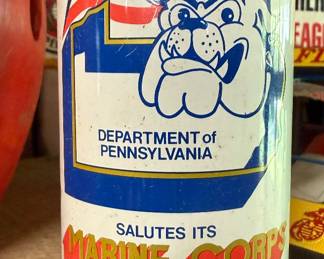 DEPARTMENT of
PENNSYLVANIA
SALUTES ITS
MARINE CORPS